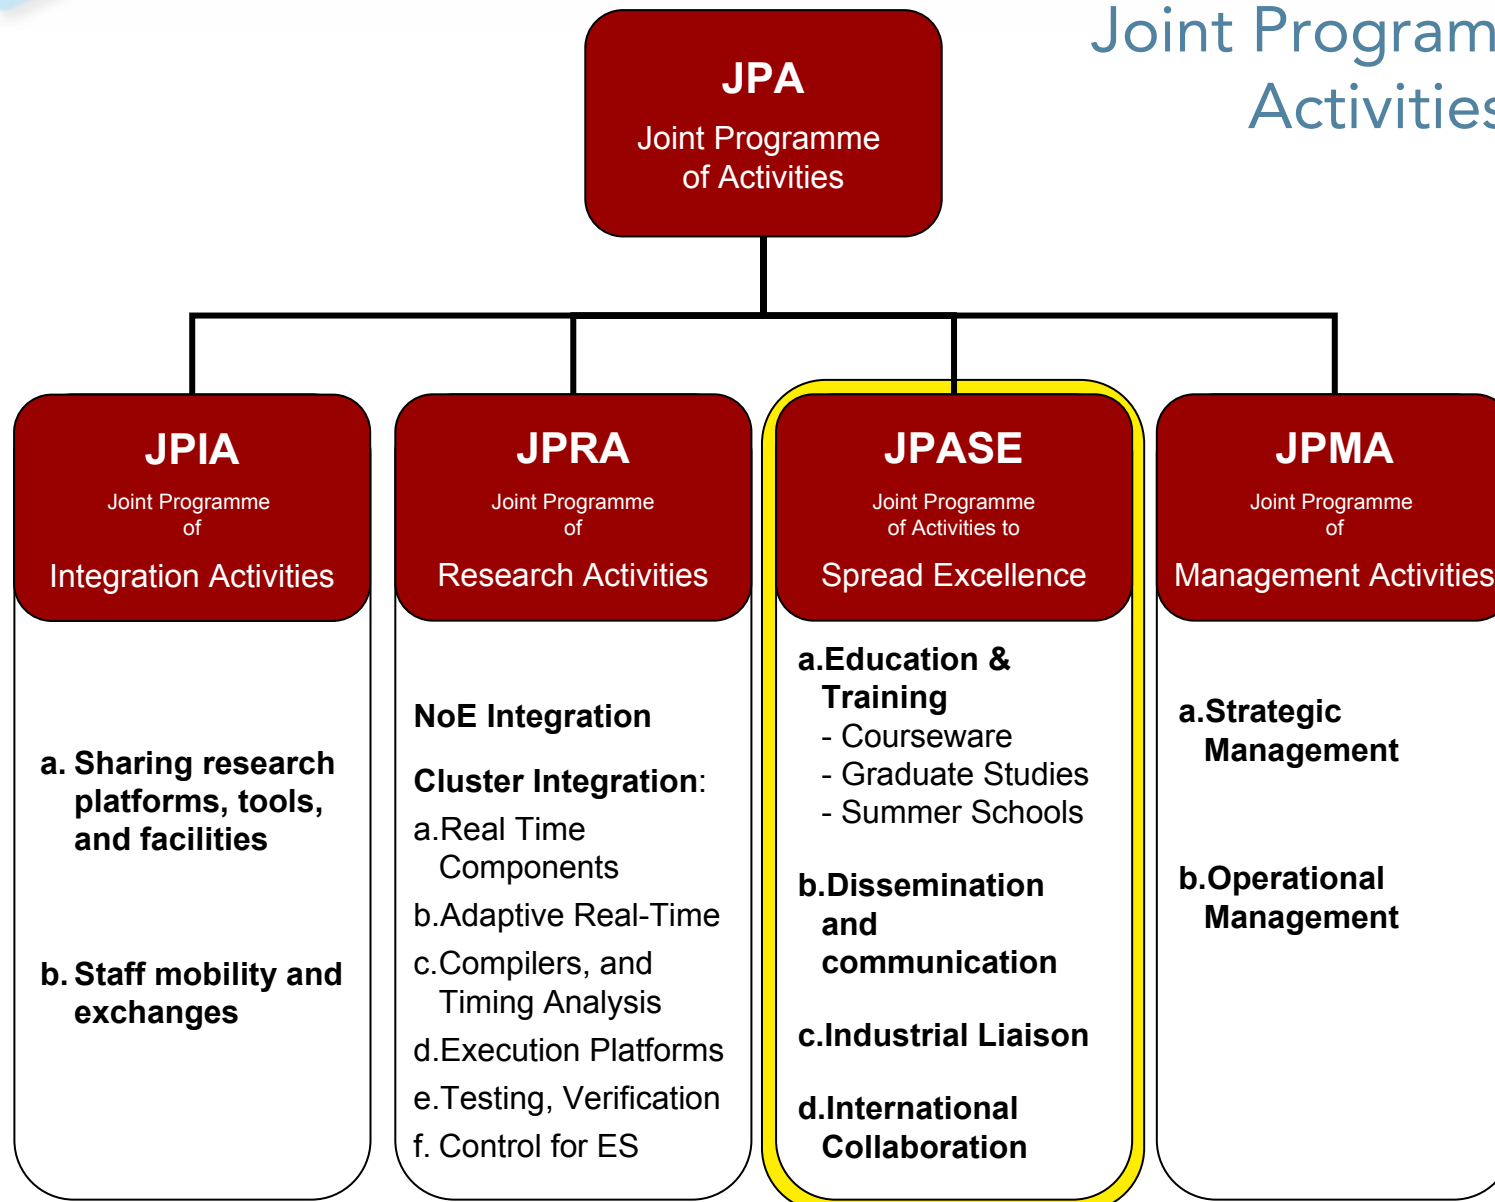 Joint Program
Activities
JPA
Joint Programme
of Activities
JPIA
Joint Programme
of
Integration Activities
a. Sharing research
platforms, tools,
and facilities
b. Staff mobility and
exchanges
JPRA
Joint Programme
of
Research Activities
NoE Integration
Cluster Integration:
a.Real Time
Components
b.Adaptive Real-Time
c.Compilers, and
Timing Analysis
d.Execution Platforms
e.Testing, Verification
f. Control for ES
JPASE
Joint Programme
of Activities to
Spread Excellence
a.Education &
Training
- Courseware
- Graduate Studies
- Summer Schools
b.Dissemination
and
communication
c.Industrial Liaison
d.International
Collaboration
JPMA
Joint Programme
of
Management Activities
a.Strategic
Management
b.Operational
Management